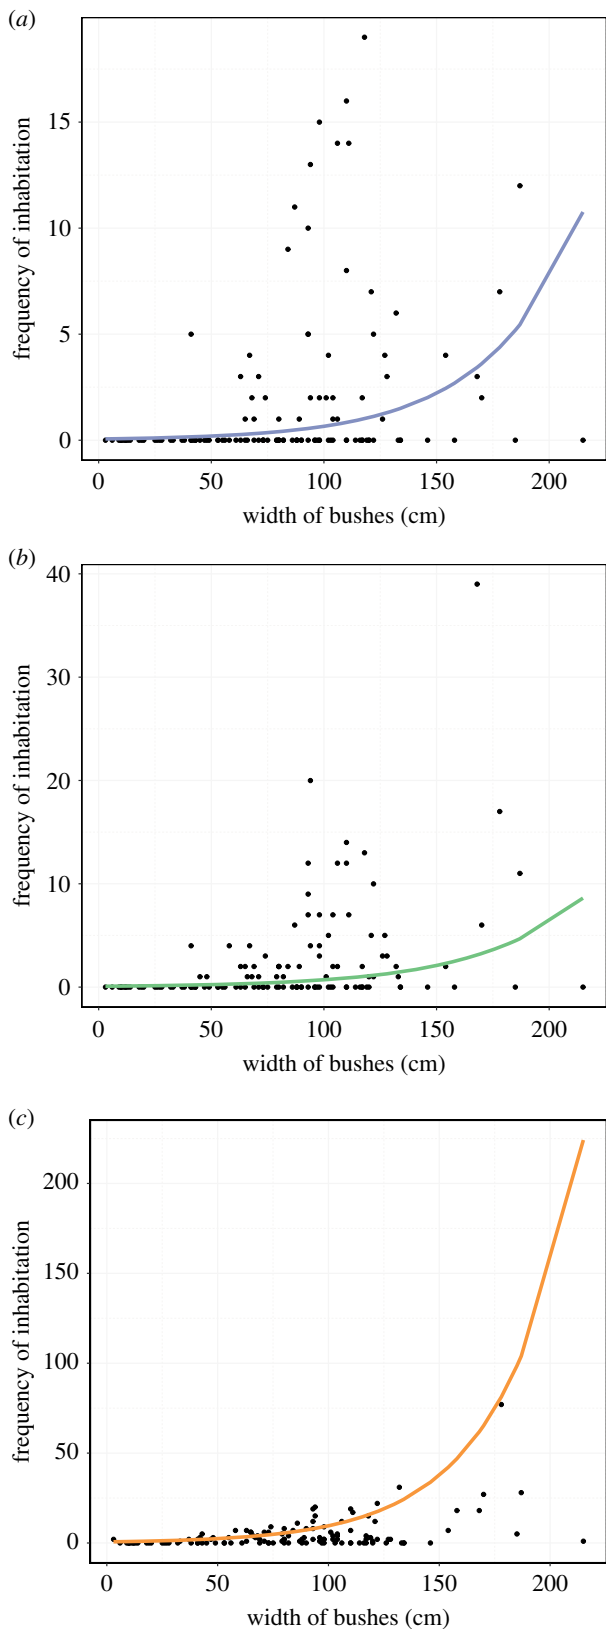 (a)
frequency of inhabitation
15
10
5
0
0 50 100 150 200
width of bushes (cm)
(b)
frequency of inhabitation
40
30
20
10
0
0 50 100 150 200
width of bushes (cm)
(c)
frequency of inhabitation
200
150
100
50
0
0 50 100 150 200
width of bushes (cm)